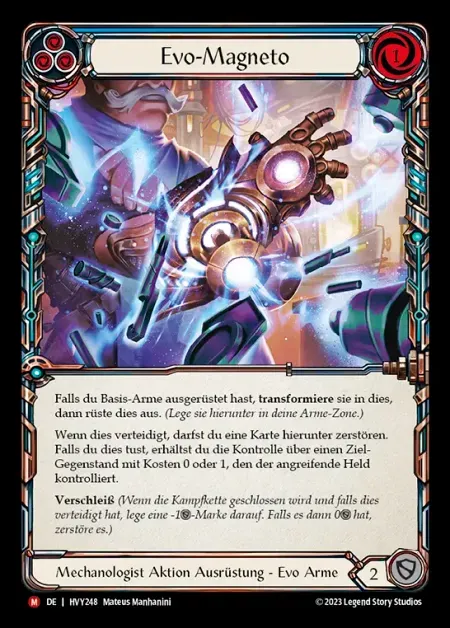 1
Evo-Magneto
Falls du Basis-Arme ausgerüstet hast, transformiere sie in dies,
dann rüste dies aus. (Lege sie hierunter in deine Arme-Zone.)
Wenn dies verteidigt, darfst du eine Karte hierunter zerstören.
Falls du dies tust, erhältst du die Kontrolle über einen Ziel-
Gegenstand mit Kosten 0 oder 1, den der angreifende Held
kontrolliert.
Verschleiß (Wenn die Kampfkette geschlossen wird und falls dies
verteidigt hat, lege eine -1-Marke darauf. Falls es dann 0 hat,
zerstöre es.)
Mechanologist Aktion Ausrüstung - Evo Arme
2
M DE | HVY248 Mateus Manhanini
© 2023 Legend Story Studios